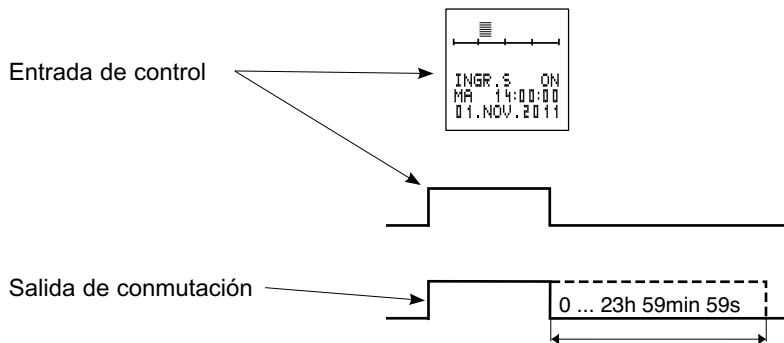 Entrada de control
INGR.S ON
MA 14:00:00
01.NOV.2011
Salida de conmutación
0 ... 23h 59min 59s